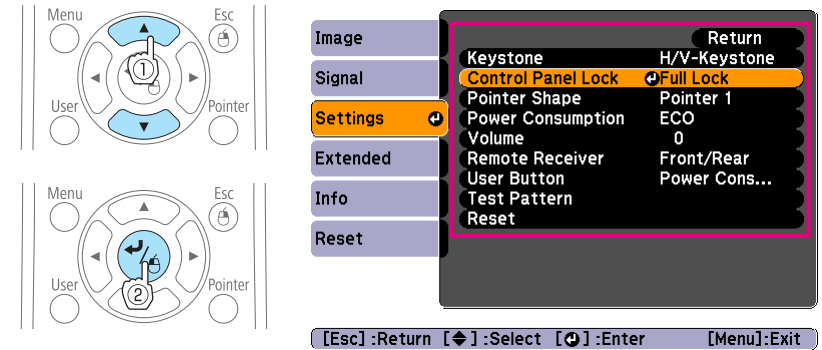 Menu
Esc
1
User
Pointer
Menu
Esc
User
Pointer
2
Image
Signal
Settings
Extended
Info
Reset
Return
Keystone H/V-Keystone
Control Panel Lock Full Lock
Pointer Shape Pointer 1
Power Consumption ECO
Volume 0
Remote Receiver Front/Rear
User Button Power Cons...
Test Pattern
Reset
[Esc] :Return [◆] :Select [↵] :Enter [Menu]:Exit